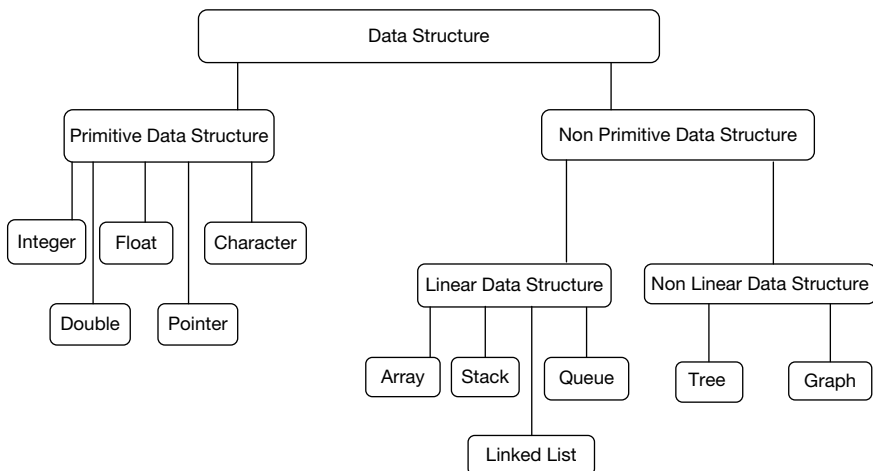 Data Structure
Primitive Data Structure
Non Primitive Data Structure
Integer
Float
Character
Double
Pointer
Linear Data Structure
Non Linear Data Structure
Array
Stack
Queue
Tree
Graph
Linked List